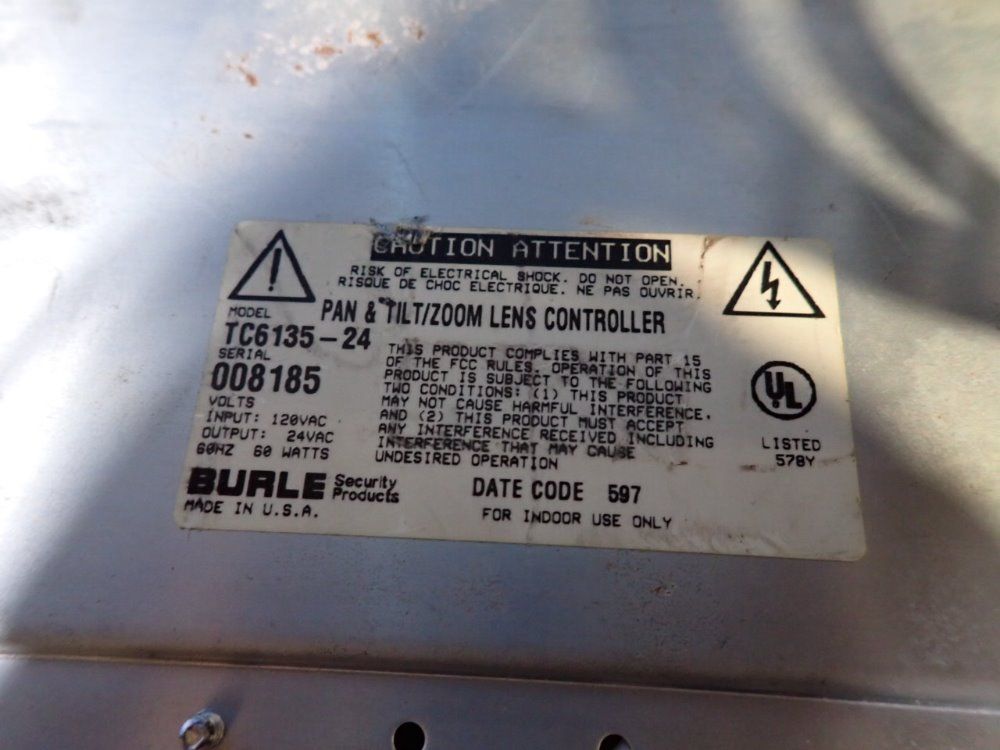 CAUTION ATTENTION
RISK OF ELECTRICAL SHOCK. DO NOT OPEN.
RISQUE DE CHOC ELECTRIQUE. NE PAS OUVRIR.
PAN & TILT/ZOOM LENS CONTROLLER
MODEL
TC6135-24
SERIAL
008185
VOLTS
INPUT: 120VAC
OUTPUT: 24VAC
60HZ 60 WATTS
THIS PRODUCT COMPLIES WITH PART 15
OF THE FCC RULES. OPERATION OF THIS
PRODUCT IS SUBJECT TO THE FOLLOWING
TWO CONDITIONS: (1) THIS PRODUCT
MAY NOT CAUSE HARMFUL INTERFERENCE.
AND (2) THIS PRODUCT MUST ACCEPT
ANY INTERFERENCE RECEIVED INCLUDING
INTERFERENCE THAT MAY CAUSE
UNDESIRED OPERATION
UL
LISTED
578Y
BURLE Security Products
MADE IN U.S.A.
DATE CODE 597
FOR INDOOR USE ONLY